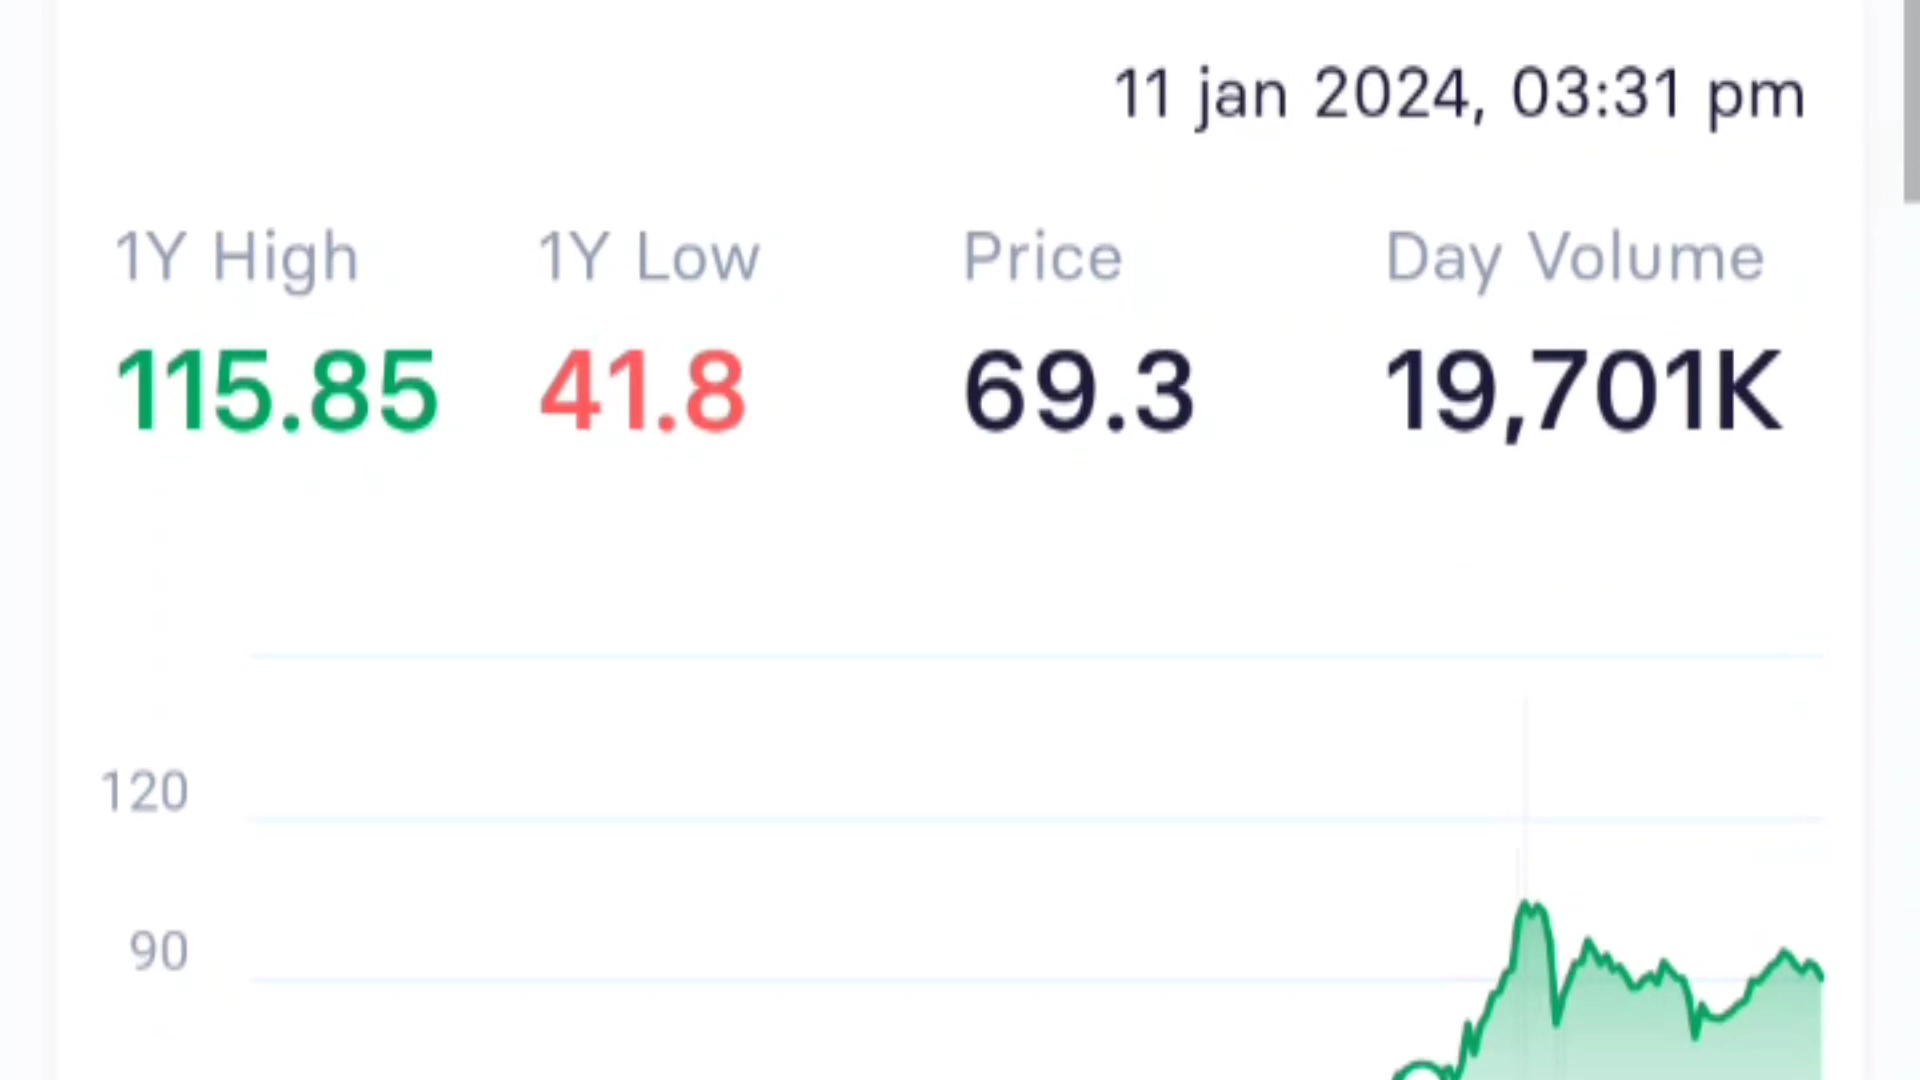 11 jan 2024, 03:31 pm
1Y High 1Y Low Price Day Volume
115.85 41.8 69.3 19,701K
120
90